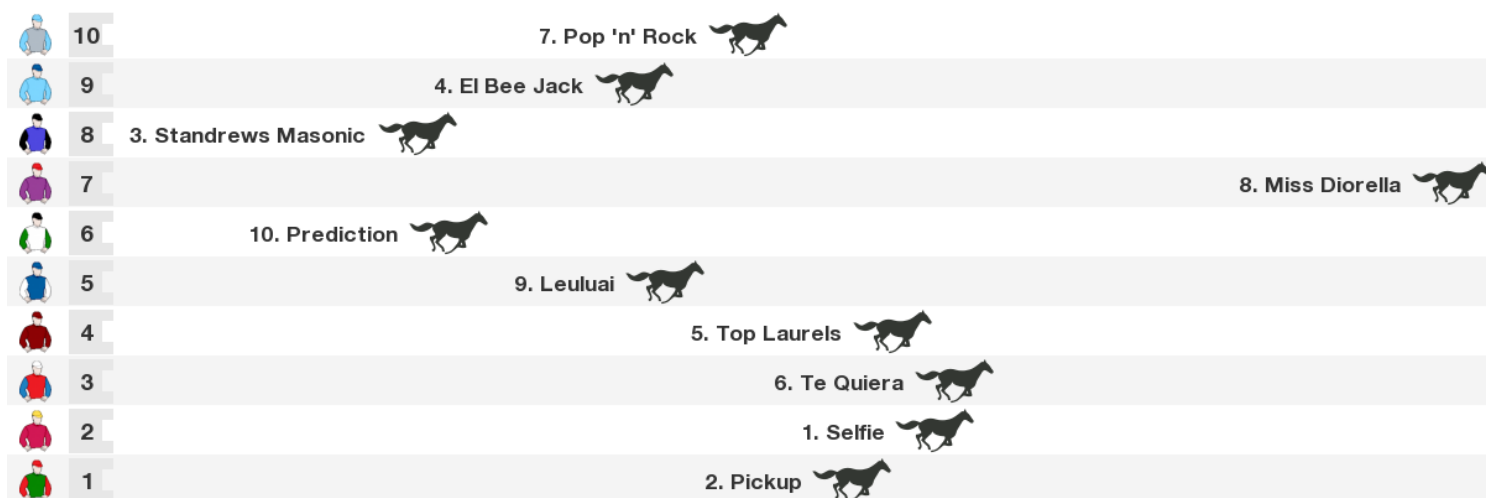 10 7. Pop 'n' Rock
9 4. El Bee Jack
8 3. Standrews Masonic
7 8. Miss Diorella
6 10. Prediction
5 9. Leuluai
4 5. Top Laurels
3 6. Te Quiera
2 1. Selfie
1 2. Pickup